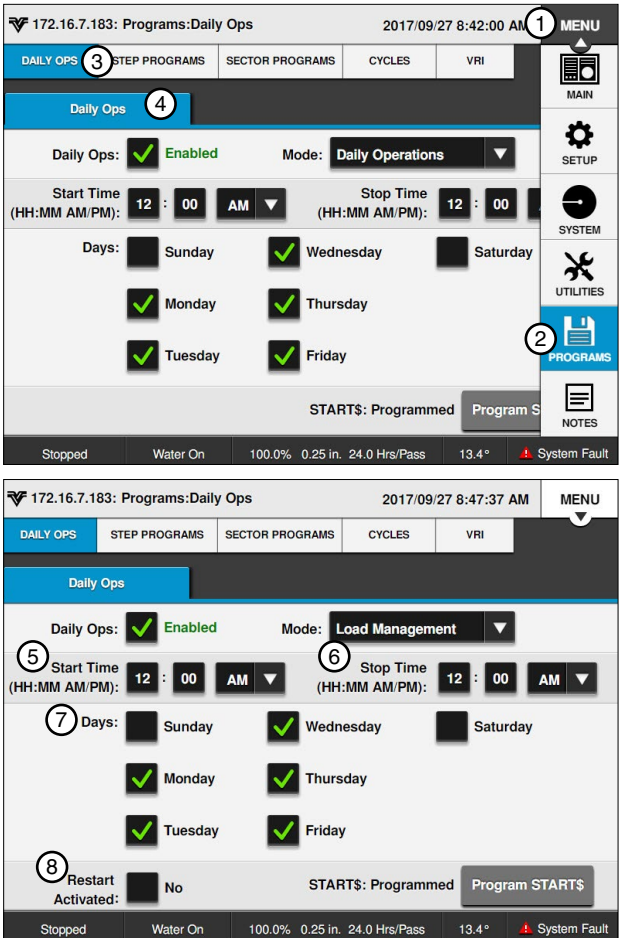 172.16.7.183: Programs:Daily Ops 2017/09/27 8:42:00 AM 1 MENU
DAILY OPS 3 STEP PROGRAMS SECTOR PROGRAMS CYCLES VRI
MAIN
Daily Ops 4
Daily Ops: Enabled Mode: Daily Operations
SETUP
Start Time (HH:MM AM/PM): 12 : 00 AM Stop Time (HH:MM AM/PM): 12 : 00
SYSTEM
Days: Sunday Wednesday Saturday
UTILITIES
Monday Thursday
2 PROGRAMS
Tuesday Friday
START$: Programmed Program S
NOTES
Stopped Water On 100.0% 0.25 in. 24.0 Hrs/Pass 13.4° System Fault
172.16.7.183: Programs:Daily Ops 2017/09/27 8:47:37 AM MENU
DAILY OPS STEP PROGRAMS SECTOR PROGRAMS CYCLES VRI
Daily Ops
Daily Ops: Enabled Mode: Load Management
5 Start Time (HH:MM AM/PM): 12 : 00 AM 6 Stop Time (HH:MM AM/PM): 12 : 00 AM
7 Days: Sunday Wednesday Saturday
Monday Thursday
Tuesday Friday
8 Restart Activated: No START$: Programmed Program START$
Stopped Water On 100.0% 0.25 in. 24.0 Hrs/Pass 13.4° System Fault